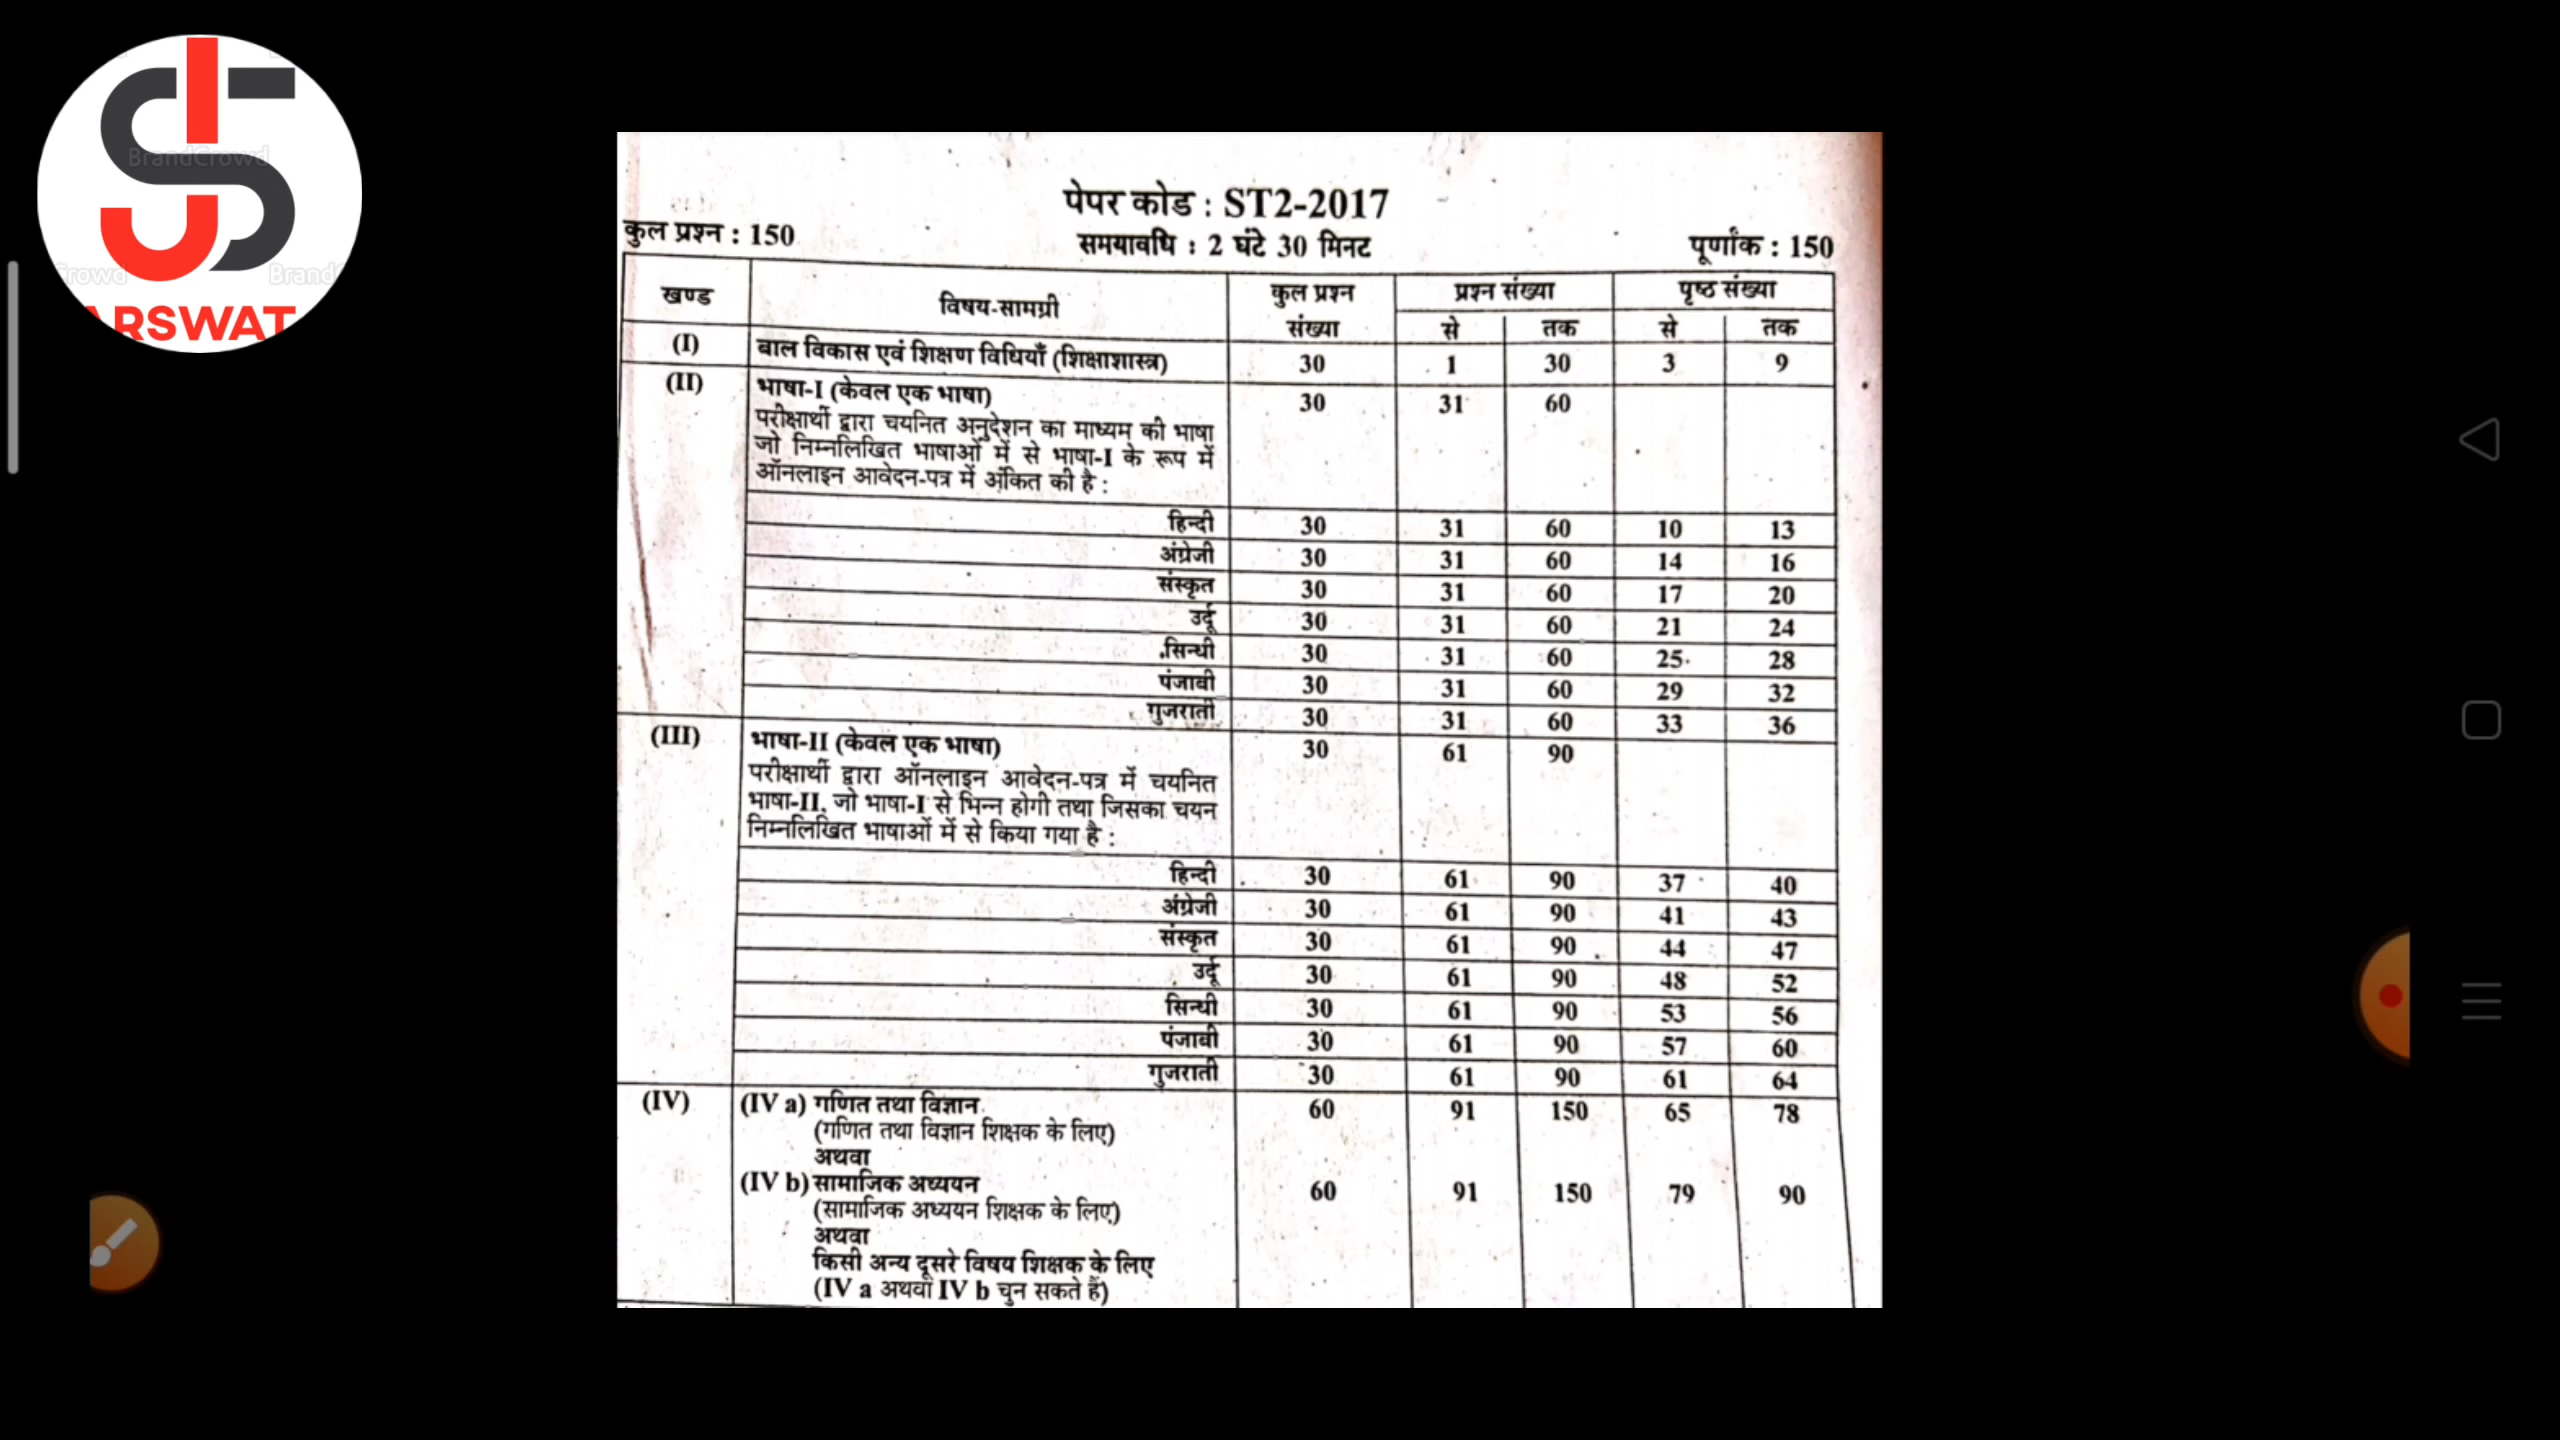 BrandCrowd
Crowd
Brand
ARSWAT
पेपर कोड : ST2-2017
कुल प्रश्न : 150
समयावधि : 2 घंटे 30 मिनट
पूर्णांक : 150
खण्ड विषय-सामग्री कुल प्रश्न संख्या प्रश्न संख्या पृष्ठ संख्या
से तक से तक
(I) बाल विकास एवं शिक्षण विधियाँ (शिक्षाशास्त्र) 30 1 30 3 9
(II) भाषा-I (केवल एक भाषा) 30 31 60
परीक्षार्थी द्वारा चयनित अनुदेशन का माध्यम की भाषा
जो निम्नलिखित भाषाओं में से भाषा-I के रूप में
ऑनलाइन आवेदन-पत्र में अंकित की है :
हिन्दी 30 31 60 10 13
अंग्रेजी 30 31 60 14 16
संस्कृत 30 31 60 17 20
उर्दू 30 31 60 21 24
सिन्धी 30 31 60 25 28
पंजाबी 30 31 60 29 32
गुजराती 30 31 60 33 36
(III) भाषा-II (केवल एक भाषा) 30 61 90
परीक्षार्थी द्वारा ऑनलाइन आवेदन-पत्र में चयनित
भाषा-II, जो भाषा-I से भिन्न होगी तथा जिसका चयन
निम्नलिखित भाषाओं में से किया गया है :
हिन्दी 30 61 90 37 40
अंग्रेजी 30 61 90 41 43
संस्कृत 30 61 90 44 47
उर्दू 30 61 90 48 52
सिन्धी 30 61 90 53 56
पंजाबी 30 61 90 57 60
गुजराती 30 61 90 61 64
(IV) (IV a) गणित तथा विज्ञान 60 91 150 65 78
(गणित तथा विज्ञान शिक्षक के लिए)
अथवा
(IV b) सामाजिक अध्ययन 60 91 150 79 90
(सामाजिक अध्ययन शिक्षक के लिए)
अथवा
किसी अन्य दूसरे विषय शिक्षक के लिए
(IV a अथवा IV b चुन सकते हैं)